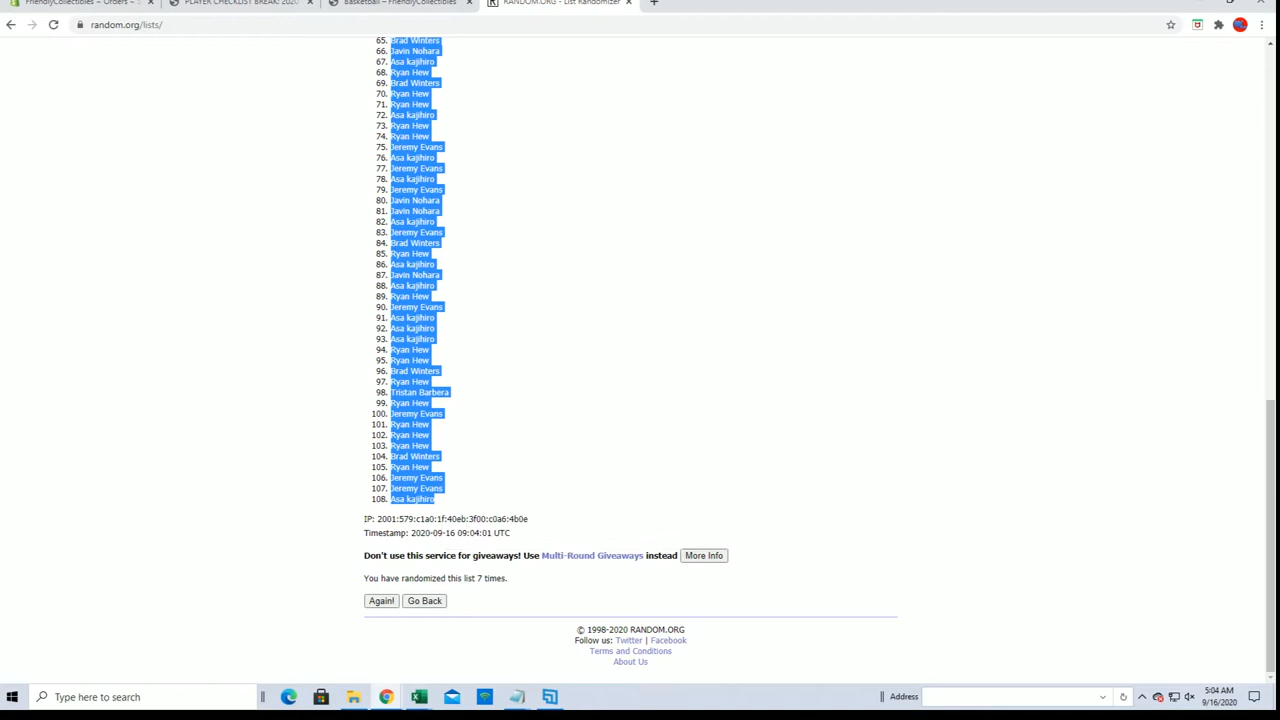 FriendlyCollectibles ~ Orders ~ S
PLAYER CHECKLIST BREAK: 2020
Basketball – FriendlyCollectibles
RANDOM.ORG - List Randomizer
random.org/lists/
65. Brad Winters
66. Javin Nohara
67. Asa kajihiro
68. Ryan Hew
69. Brad Winters
70. Ryan Hew
71. Ryan Hew
72. Asa kajihiro
73. Ryan Hew
74. Ryan Hew
75. Jeremy Evans
76. Asa kajihiro
77. Jeremy Evans
78. Asa kajihiro
79. Jeremy Evans
80. Javin Nohara
81. Javin Nohara
82. Asa kajihiro
83. Jeremy Evans
84. Brad Winters
85. Ryan Hew
86. Asa kajihiro
87. Javin Nohara
88. Asa kajihiro
89. Ryan Hew
90. Jeremy Evans
91. Asa kajihiro
92. Asa kajihiro
93. Asa kajihiro
94. Ryan Hew
95. Ryan Hew
96. Brad Winters
97. Ryan Hew
98. Tristan Barbera
99. Ryan Hew
100. Jeremy Evans
101. Ryan Hew
102. Ryan Hew
103. Ryan Hew
104. Brad Winters
105. Ryan Hew
106. Jeremy Evans
107. Jeremy Evans
108. Asa kajihiro
IP: 2001:579:c1a0:1f:40eb:3f00:c0a6:4b0e
Timestamp: 2020-09-16 09:04:01 UTC
Don't use this service for giveaways! Use Multi-Round Giveaways instead More Info
You have randomized this list 7 times.
Again! Go Back
© 1998-2020 RANDOM.ORG
Follow us: Twitter | Facebook
Terms and Conditions
About Us
Type here to search
Address
5:04 AM
9/16/2020